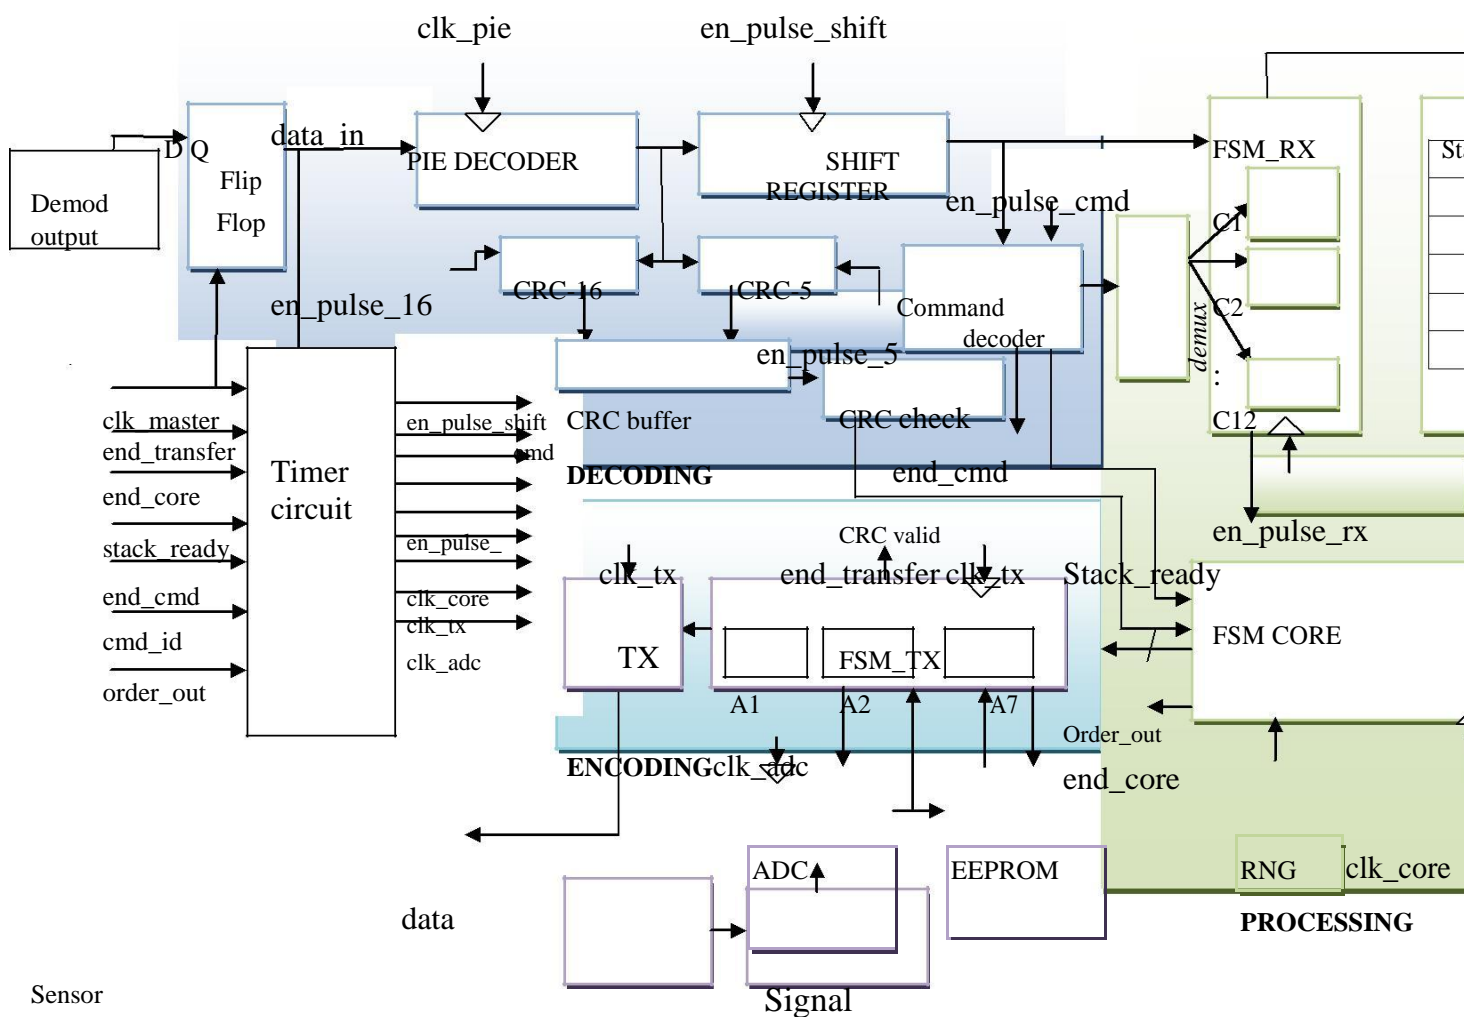 clk_pie
en_pulse_shift
D Q
data_in
PIE DECODER
SHIFT
REGISTER
FSM_RX
St
Flip
Flop
Demod
output
en_pulse_cmd
C1
CRC-16
CRC-5
en_pulse_16
Command
decoder
C2
demux
:
en_pulse_5
clk_master
en_pulse_shift
CRC buffer
CRC check
C12
end_transfer
cmd
Timer
circuit
DECODING
end_cmd
end_core
stack_ready
en_pulse_
CRC valid
en_pulse_rx
clk_tx
end_transfer
clk_tx
Stack_ready
end_cmd
clk_core
clk_tx
cmd_id
TX
FSM_TX
FSM CORE
clk_adc
order_out
A1
A2
A7
Order_out
ENCODING
clk_adc
end_core
ADC
EEPROM
RNG
clk_core
data
PROCESSING
Sensor
Signal